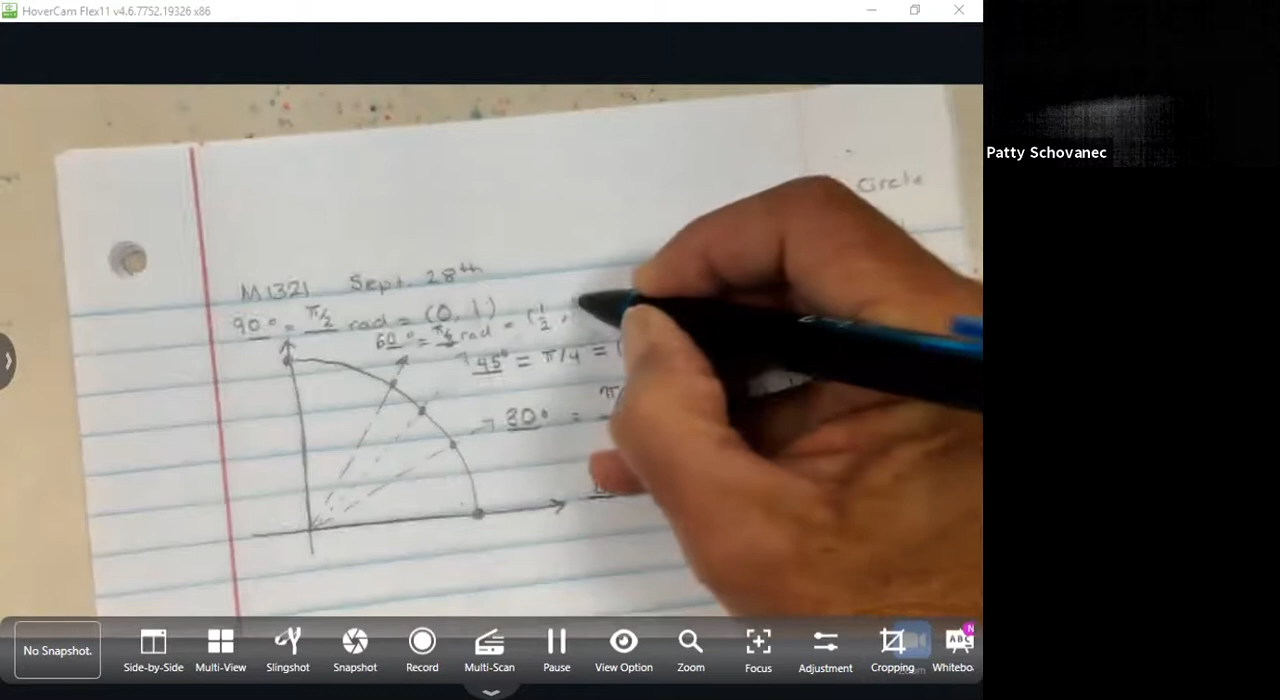 HoverCam Flex11 v4.6.7752.19326 x86
Patty Schovanec
Circle
M1321 Sept. 28th
90° = π/2 rad = (0, 1)
60° = rad = (1/2,
45° = π/4 = (
30° =
No Snapshot.
Side-by-Side Multi-View Slingshot Snapshot Record Multi-Scan Pause View Option Zoom Focus Adjustment Cropping Whiteboa
ABC
N